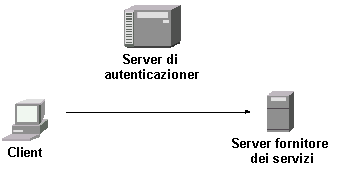 Server di
autenticazioner
Client
Server fornitore
dei servizi